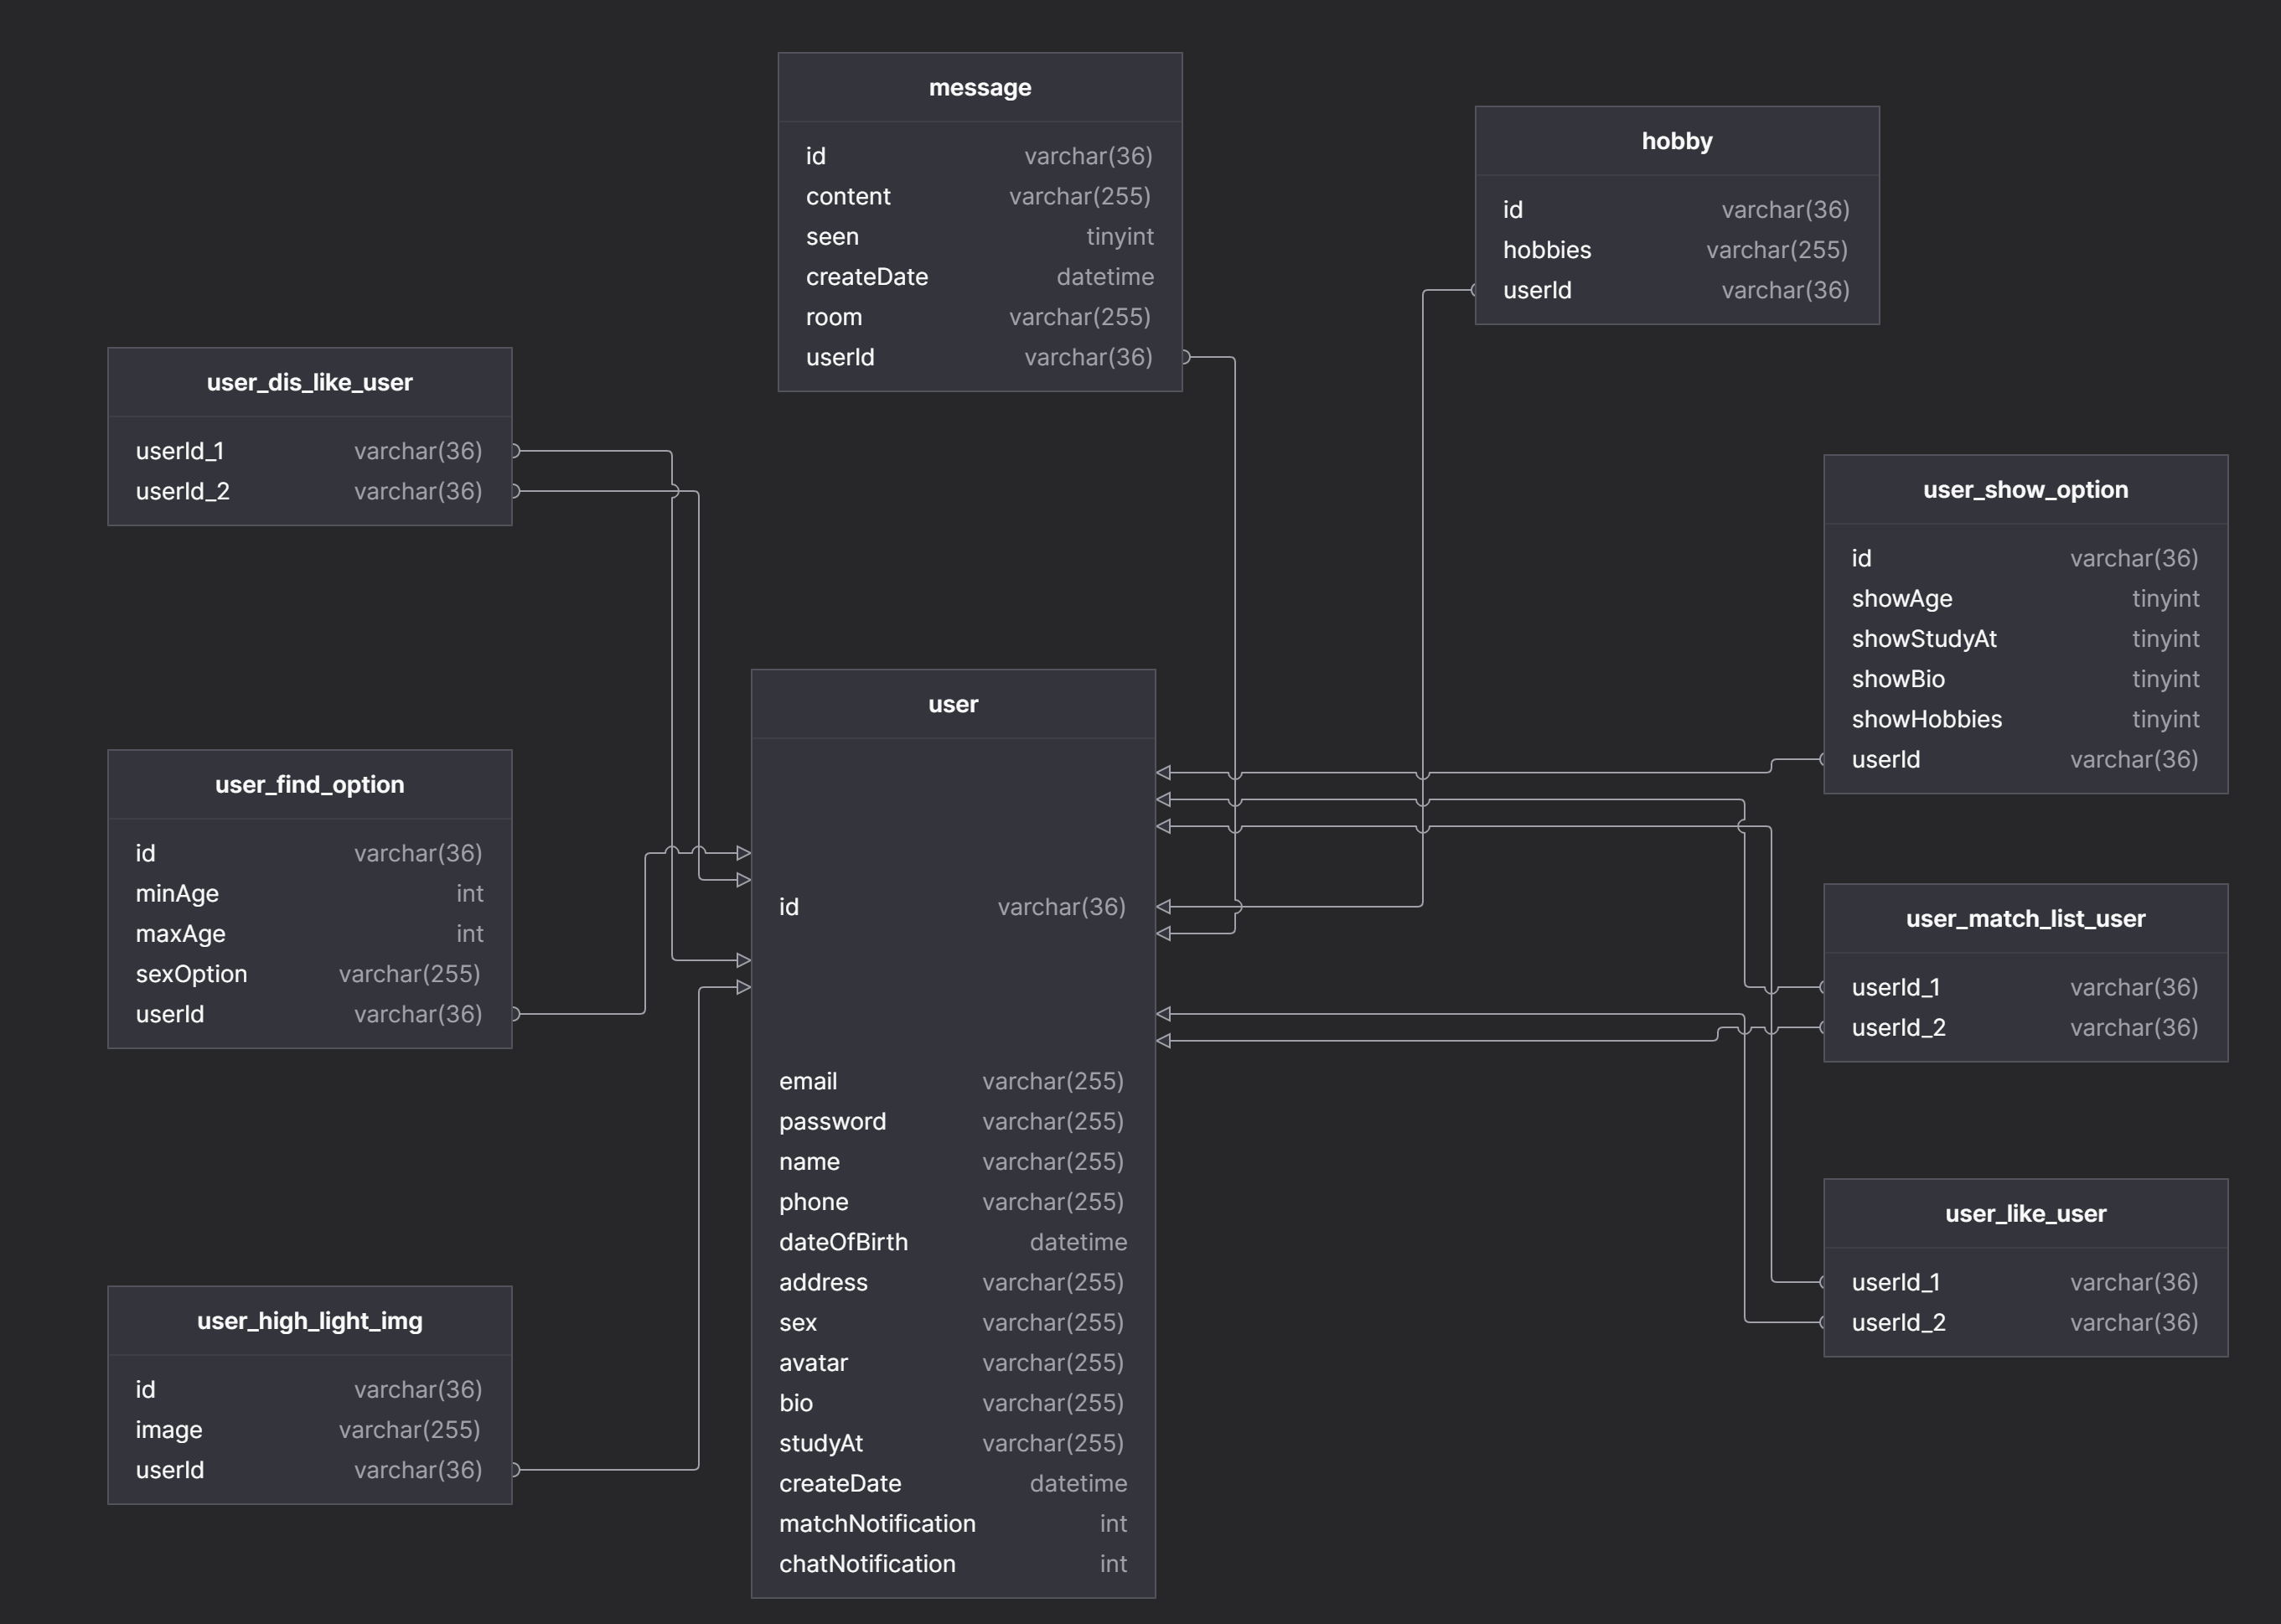 message
id varchar(36)
content varchar(255)
seen tinyint
createDate datetime
room varchar(255)
userId varchar(36)
hobby
id varchar(36)
hobbies varchar(255)
userId varchar(36)
user_dis_like_user
userId_1 varchar(36)
userId_2 varchar(36)
user_show_option
id varchar(36)
showAge tinyint
showStudyAt tinyint
showBio tinyint
showHobbies tinyint
userId varchar(36)
user_find_option
id varchar(36)
minAge int
maxAge int
sexOption varchar(255)
userId varchar(36)
user
id varchar(36)
email varchar(255)
password varchar(255)
name varchar(255)
phone varchar(255)
dateOfBirth datetime
address varchar(255)
sex varchar(255)
avatar varchar(255)
bio varchar(255)
studyAt varchar(255)
createDate datetime
matchNotification int
chatNotification int
user_match_list_user
userId_1 varchar(36)
userId_2 varchar(36)
user_like_user
userId_1 varchar(36)
userId_2 varchar(36)
user_high_light_img
id varchar(36)
image varchar(255)
userId varchar(36)